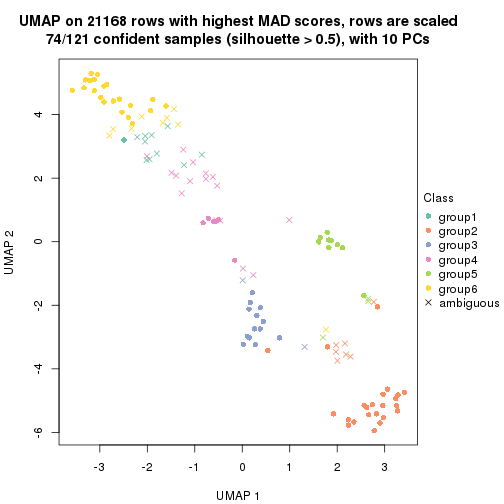 UMAP on 21168 rows with highest MAD scores, rows are scaled
74/121 confident samples (silhouette > 0.5), with 10 PCs
UMAP 2
4
2
0
-2
-4
-6
-3
-2
-1
0
1
2
3
UMAP 1
Class
group1
group2
group3
group4
group5
group6
ambiguous